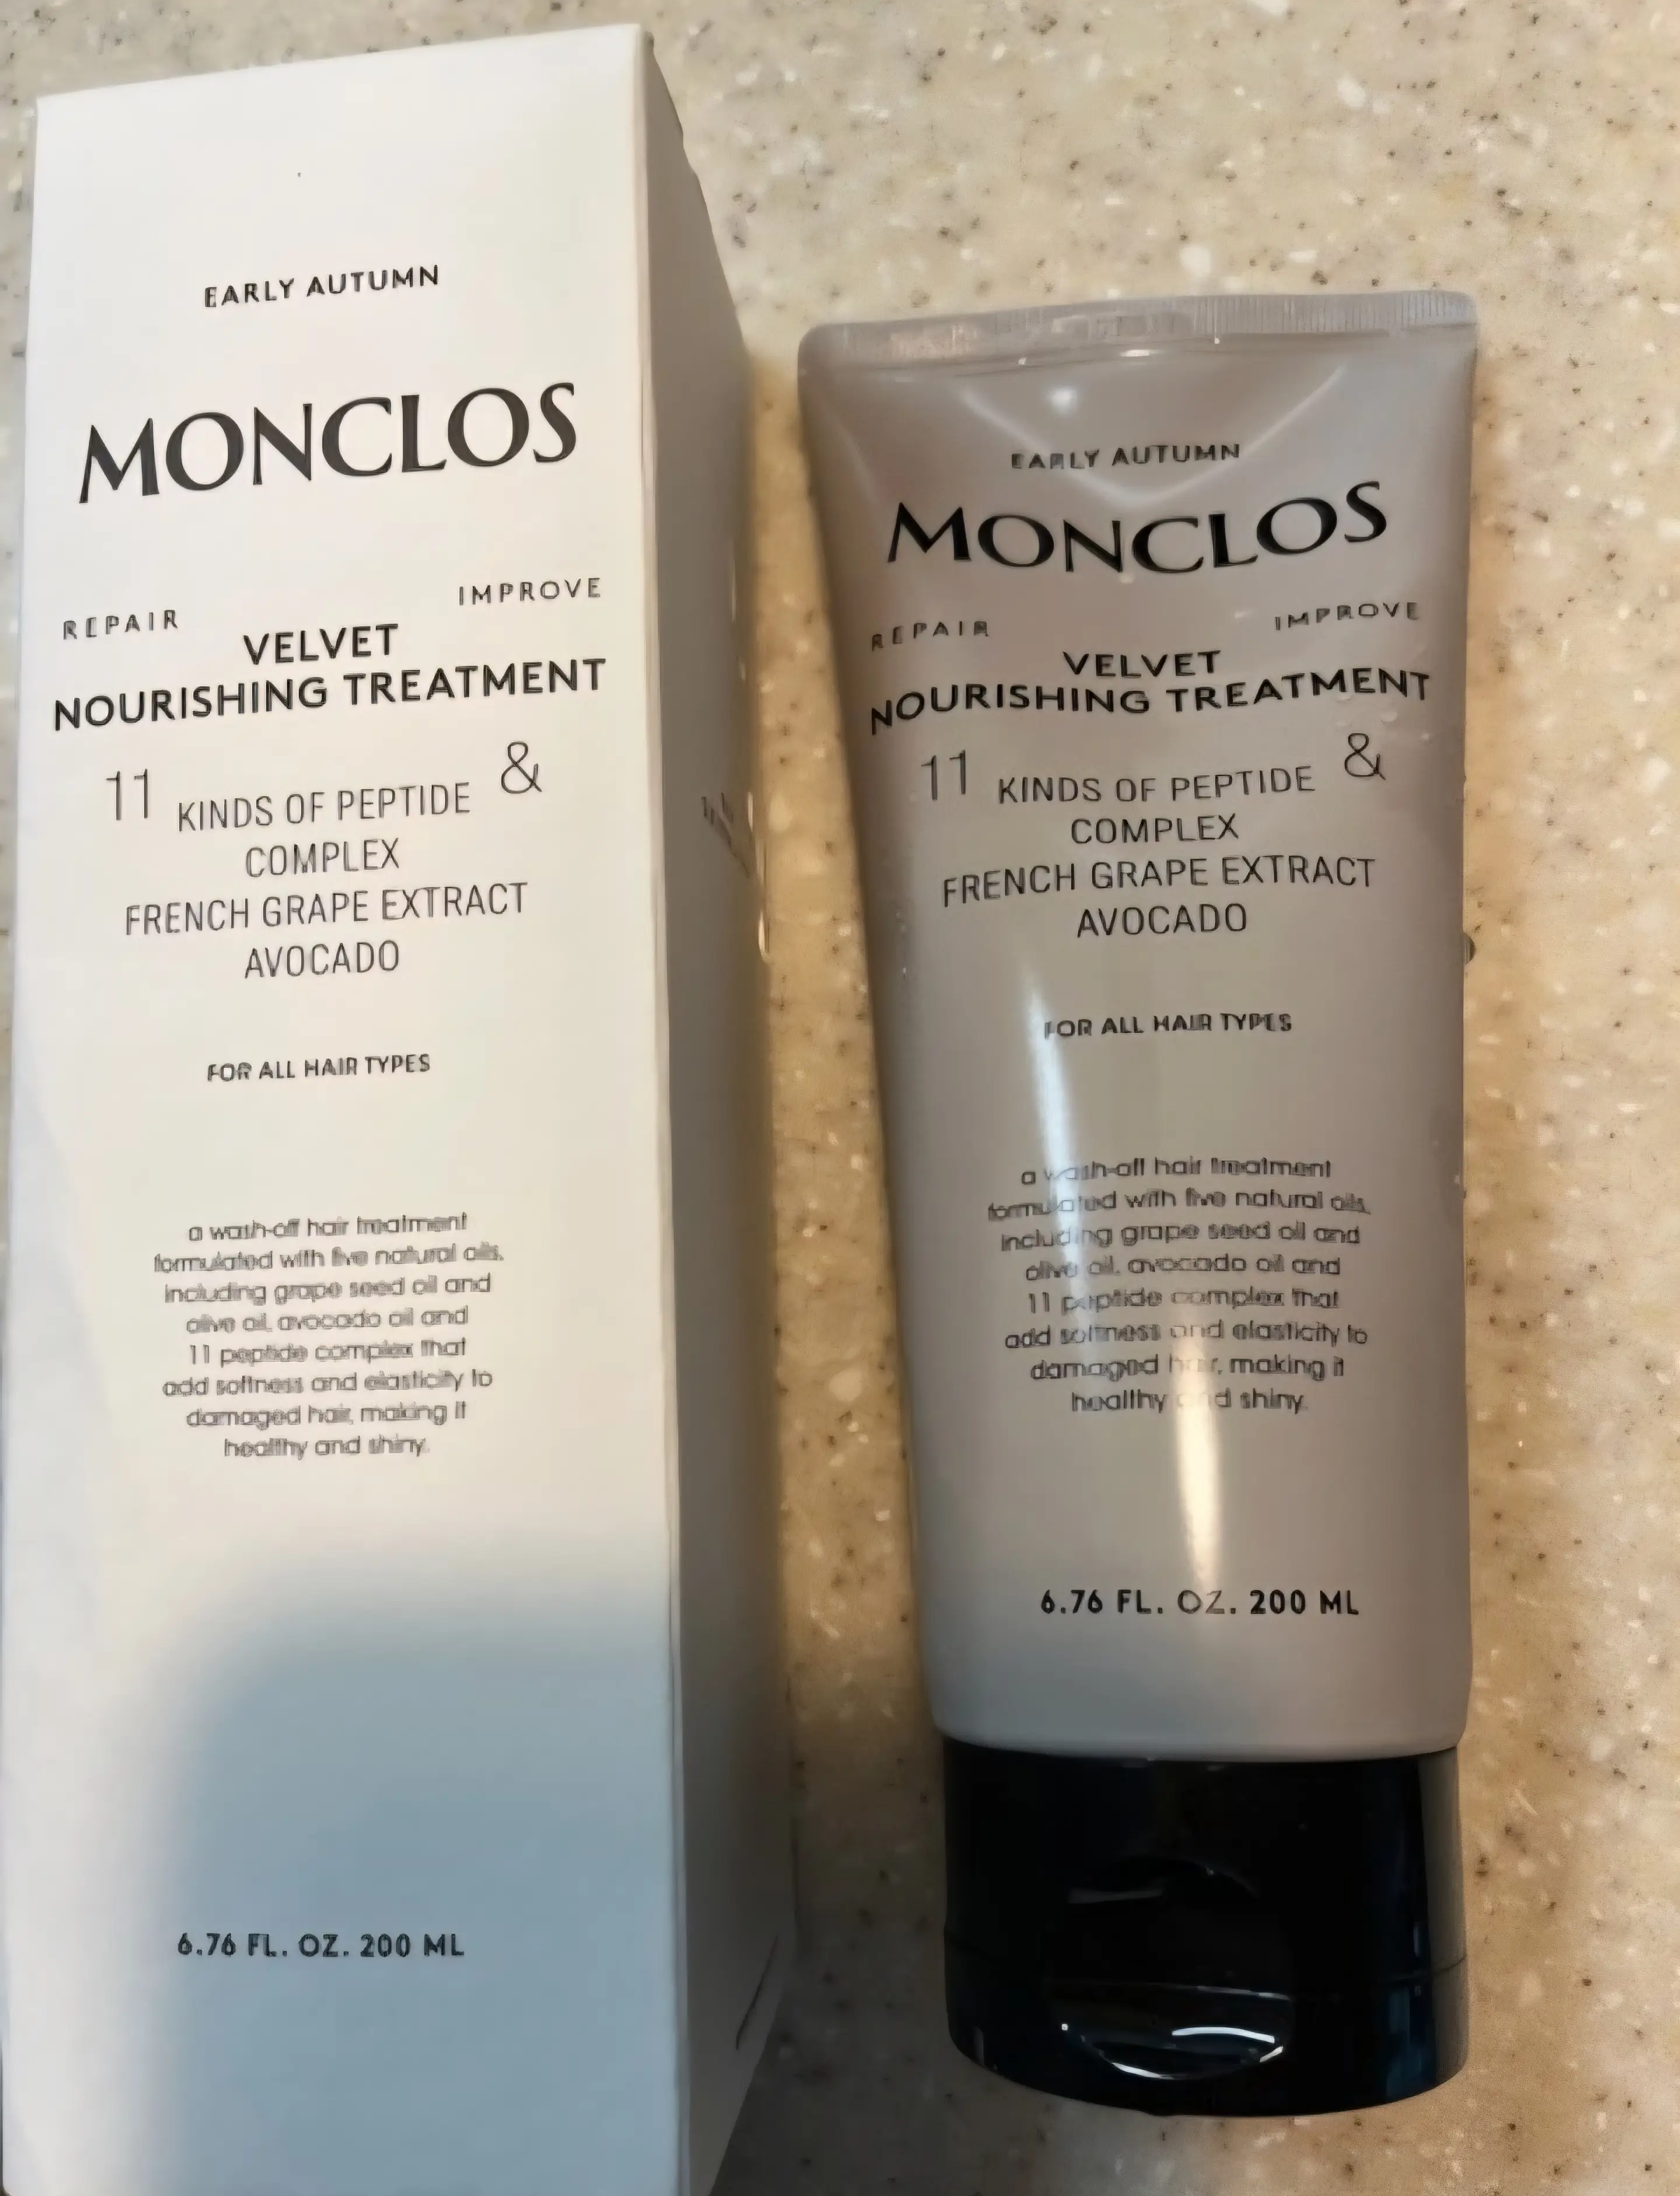 EARLY AUTUMN
MONCLOS
REPAIR IMPROVE
VELVET
NOURISHING TREATMENT
11 KINDS OF PEPTIDE &
COMPLEX
FRENCH GRAPE EXTRACT
AVOCADO
FOR ALL HAIR TYPES
a wash-off hair treatment
formulated with five natural oils,
including grape seed oil and
olive oil, avocado oil and
11 peptide complex that
add softness and elasticity to
damaged hair, making it
healthy and shiny.
6.76 FL. OZ. 200 ML
EARLY AUTUMN
MONCLOS
REPAIR IMPROVE
VELVET
NOURISHING TREATMENT
11 KINDS OF PEPTIDE &
COMPLEX
FRENCH GRAPE EXTRACT
AVOCADO
FOR ALL HAIR TYPES
a wash-off hair treatment
formulated with five natural oils,
including grape seed oil and
olive oil, avocado oil and
11 peptide complex that
add softness and elasticity to
damaged hair, making it
healthy and shiny.
6.76 FL. OZ. 200 ML